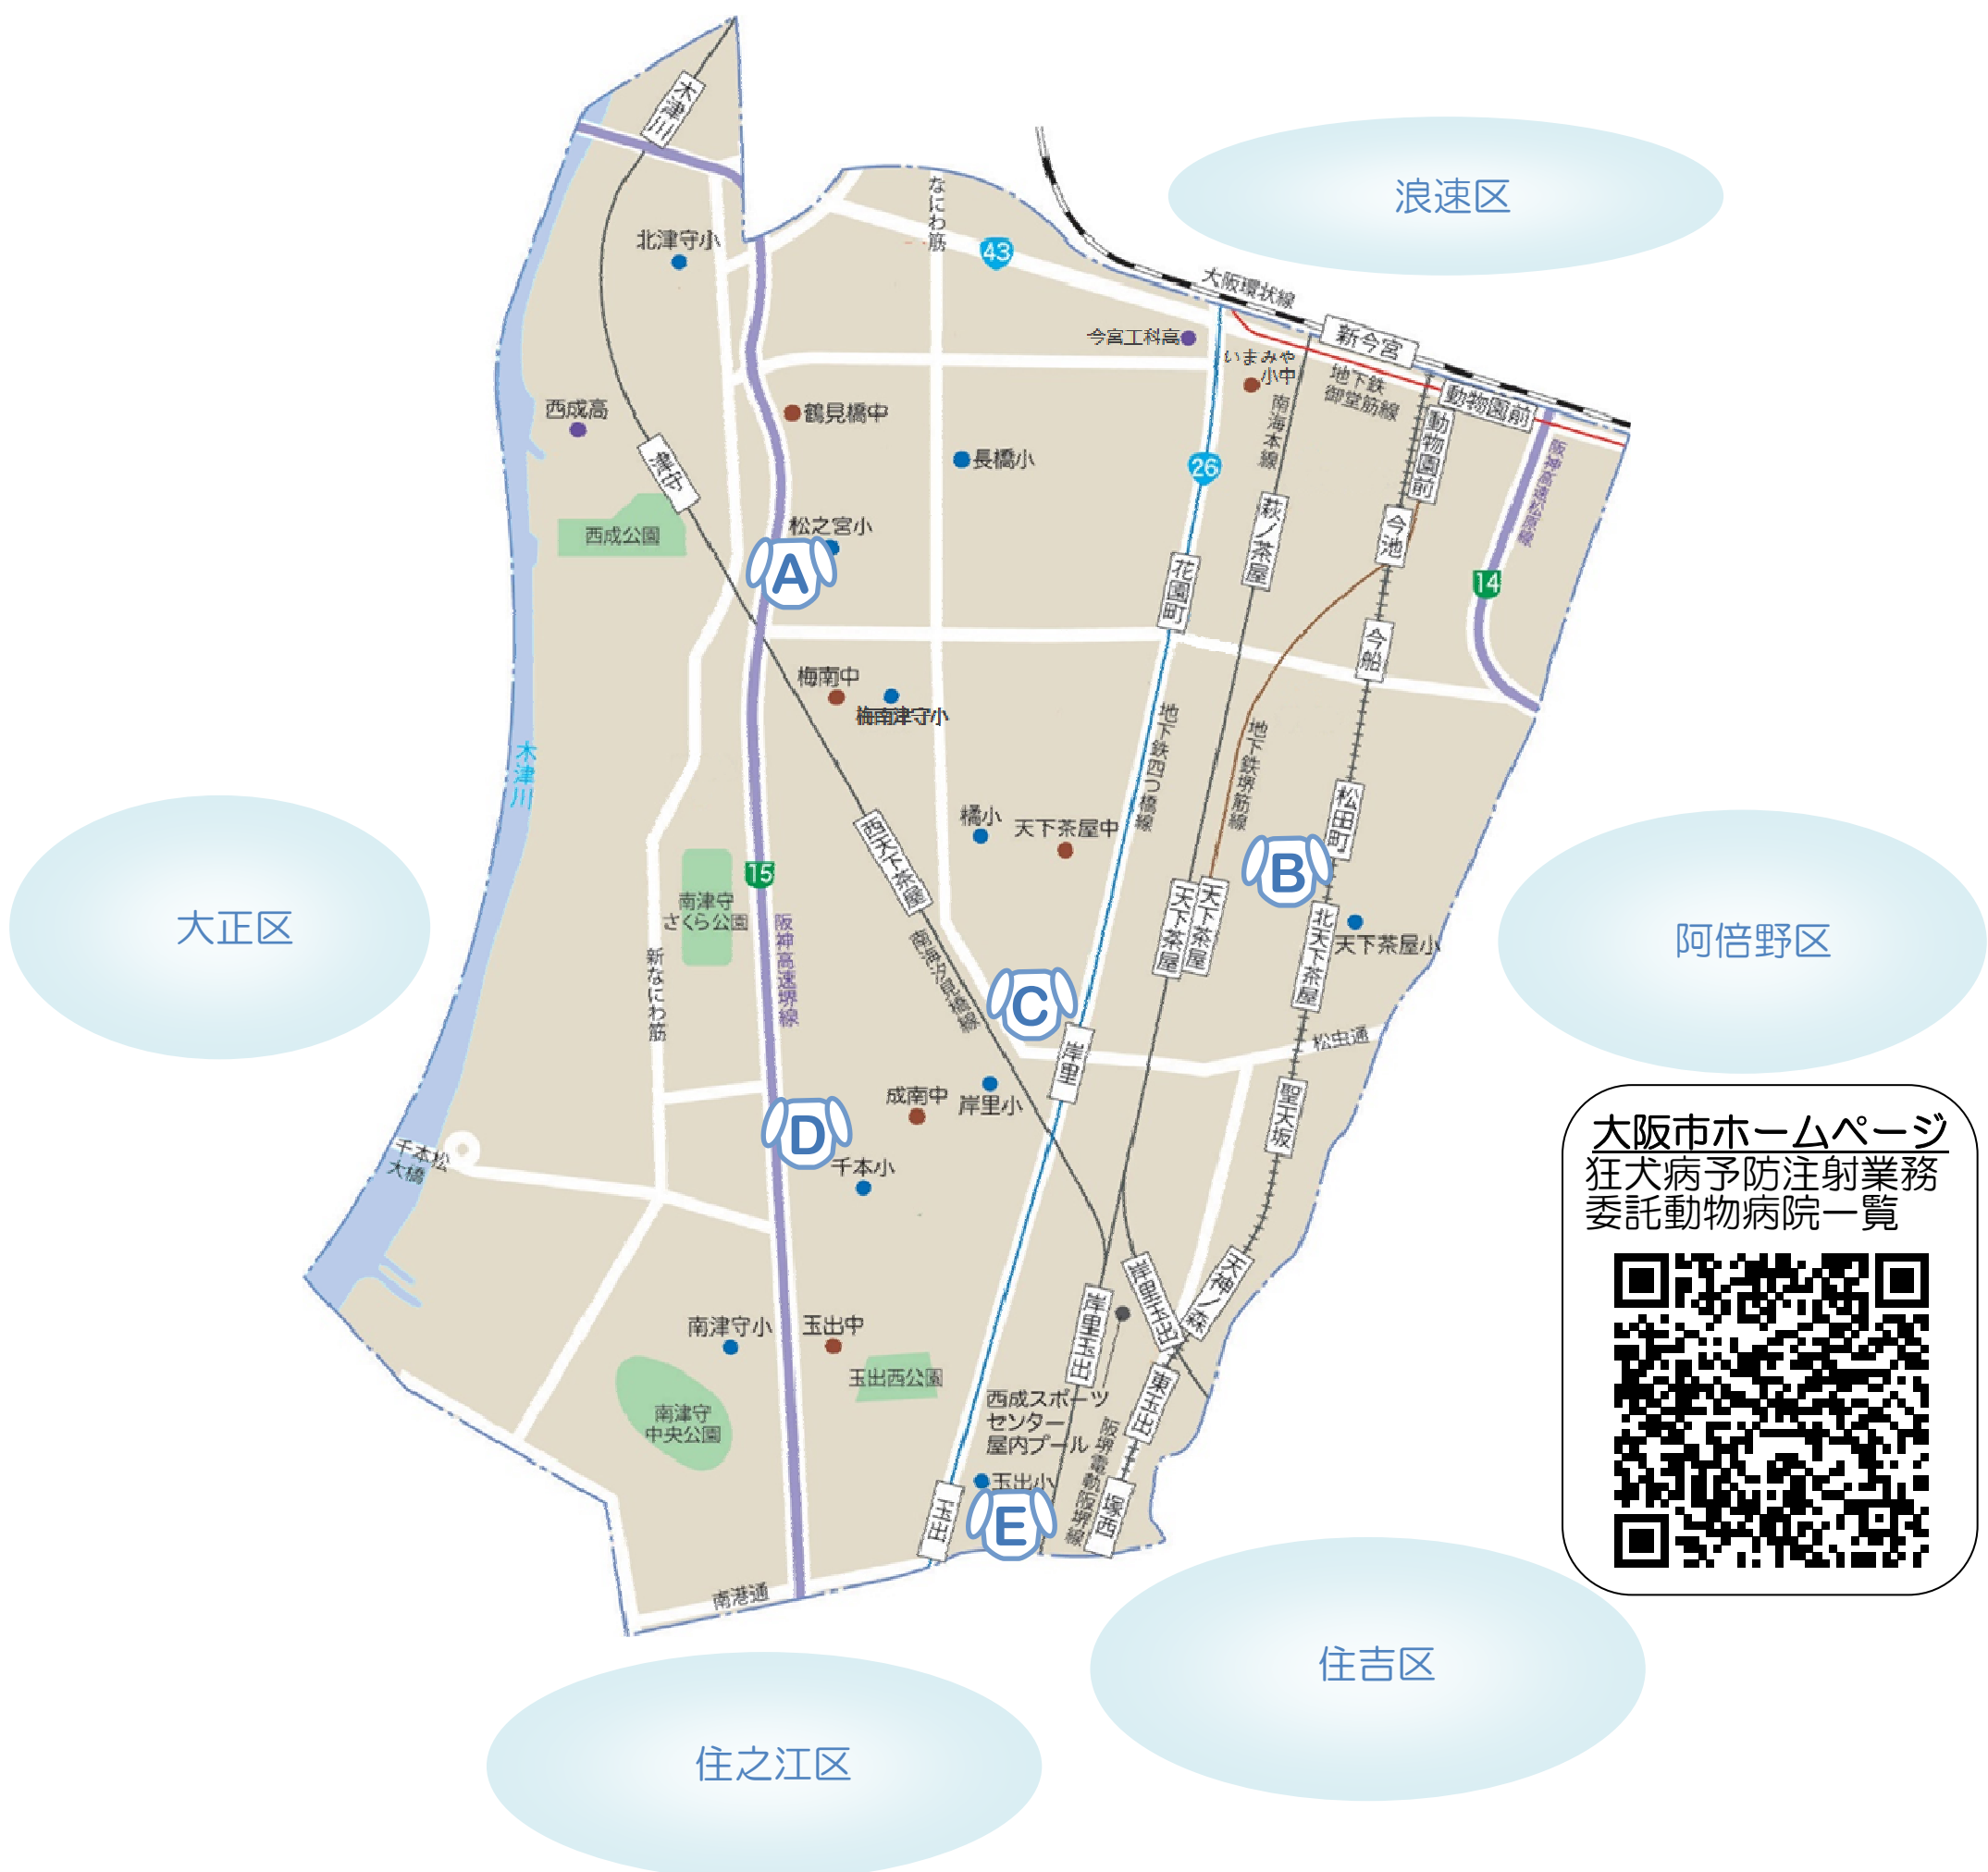 木津川
浪速区
なにわ筋
北津守小
43
大阪環状線
新今宮
今宮工科高
いまみや
小中
地下鉄
御堂筋線
動物園前
動物園前
西成高
鶴見橋中
南海本線
阪神高速松原線
長橋小
26
津守
萩ノ茶屋
今池
西成公園
松之宮小
A
花園町
14
今船
梅南中
梅南津守小
地下鉄四つ橋線
地下鉄堺筋線
木津川
松田町
橘小
天下茶屋中
西天下茶屋
B
15
南津守
さくら公園
天下茶屋
天下茶屋
北天下茶屋
天下茶屋小
大正区
阿倍野区
阪神高速堺線
新なにわ筋
南海汐見橋線
C
岸里
松虫通
聖天坂
成南中
岸里小
D
千本小
千本松
大橋
大阪市ホームページ
狂犬病予防注射業務
委託動物病院一覧
天神ノ森
岸里玉出
岸里玉出
南津守小
玉出中
玉出西公園
東玉出
南津守
中央公園
西成スポーツ
センター
屋内プール
阪堺電軌阪堺線
玉出小
玉出
E
塚西
南港通
住吉区
住之江区